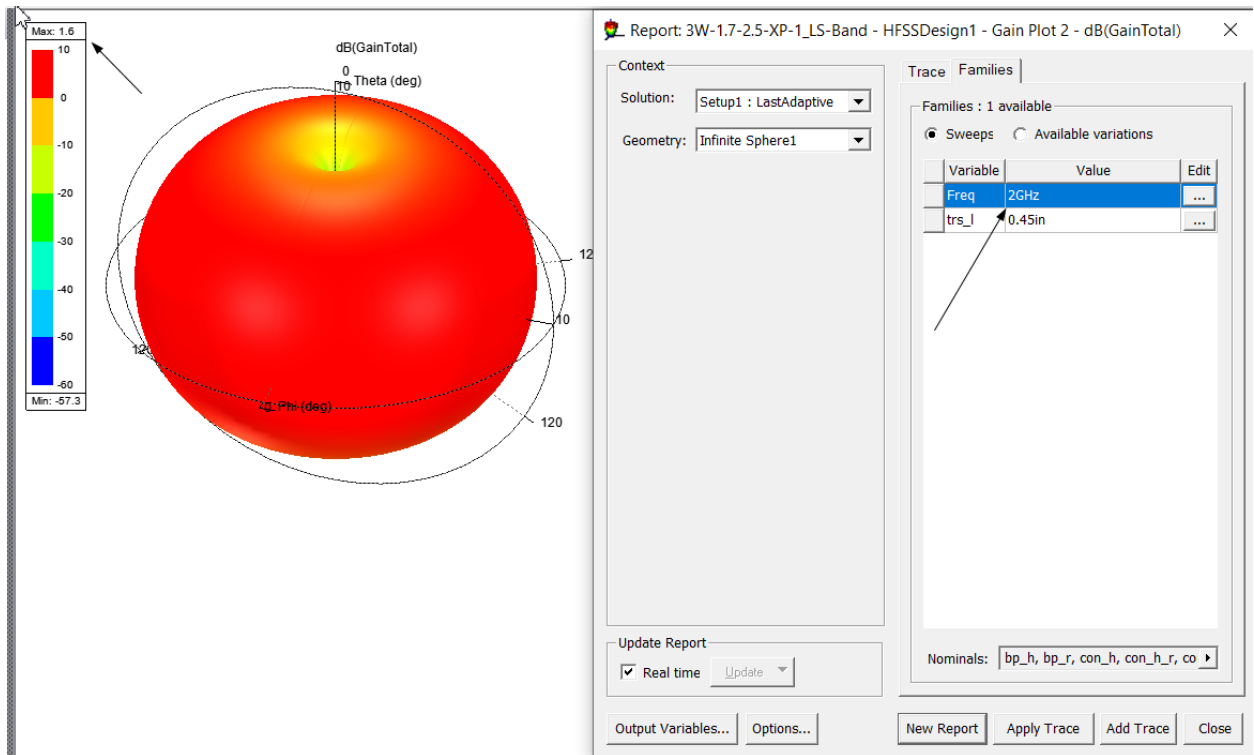 Max: 1.6
10
0
-10
-20
-30
-40
-50
-60
Min: -57.3
dB(GainTotal)
0
10
Theta (deg)
10
120
120
Phi (deg)
Report: 3W-1.7-2.5-XP-1_LS-Band - HFSSDesign1 - Gain Plot 2 - dB(GainTotal)
Context
Solution: Setup1 : LastAdaptive
Geometry: Infinite Sphere1
Update Report
Real time Update
Output Variables... Options...
Trace Families
Families : 1 available
Sweeps Available variations
Variable Value Edit
Freq 2GHz ...
trs_l 0.45in ...
Nominals: bp_h, bp_r, con_h, con_h_r, co
New Report Apply Trace Add Trace Close